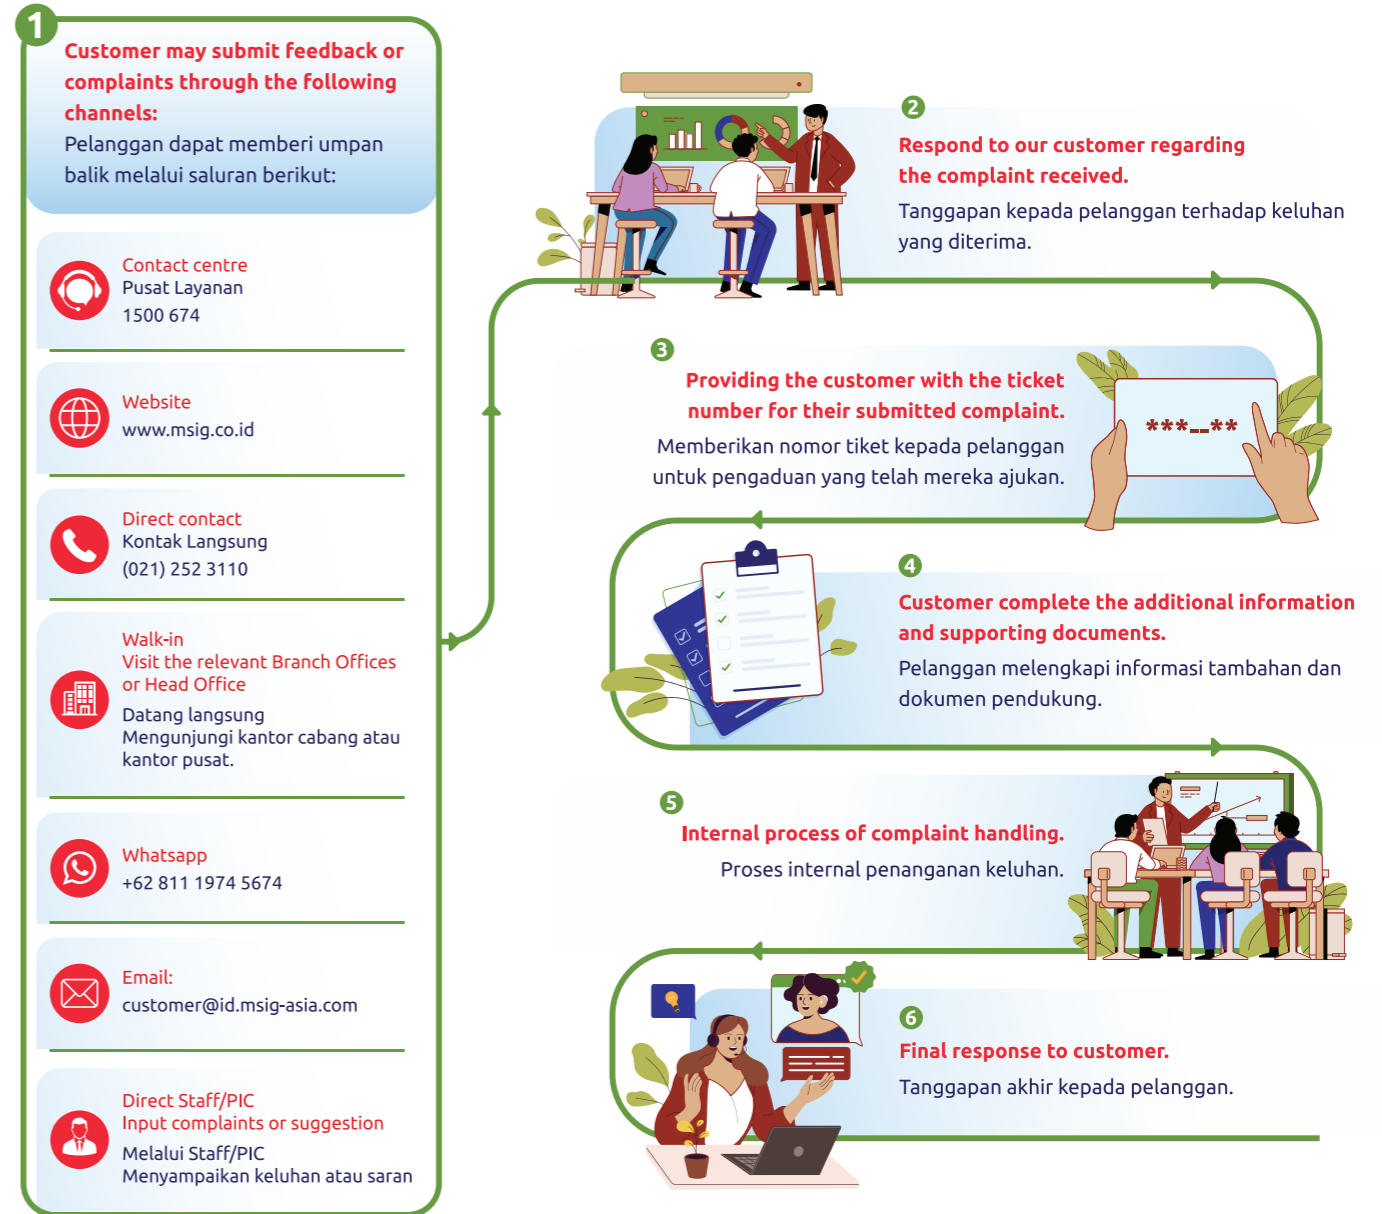 1
Customer may submit feedback or
complaints through the following
channels:
Pelanggan dapat memberi umpan
balik melalui saluran berikut:
Contact centre
Pusat Layanan
1500 674
Website
www.msig.co.id
Direct contact
Kontak Langsung
(021) 252 3110
Walk-in
Visit the relevant Branch Offices
or Head Office
Datang langsung
Mengunjungi kantor cabang atau
kantor pusat.
Whatsapp
+62 811 1974 5674
Email:
customer@id.msig-asia.com
Direct Staff/PIC
Input complaints or suggestion
Melalui Staff/PIC
Menyampaikan keluhan atau saran
2
Respond to our customer regarding
the complaint received.
Tanggapan kepada pelanggan terhadap keluhan
yang diterima.
3
Providing the customer with the ticket
number for their submitted complaint.
Memberikan nomor tiket kepada pelanggan
untuk pengaduan yang telah mereka ajukan.
***__**
4
Customer complete the additional information
and supporting documents.
Pelanggan melengkapi informasi tambahan dan
dokumen pendukung.
5
Internal process of complaint handling.
Proses internal penanganan keluhan.
6
Final response to customer.
Tanggapan akhir kepada pelanggan.